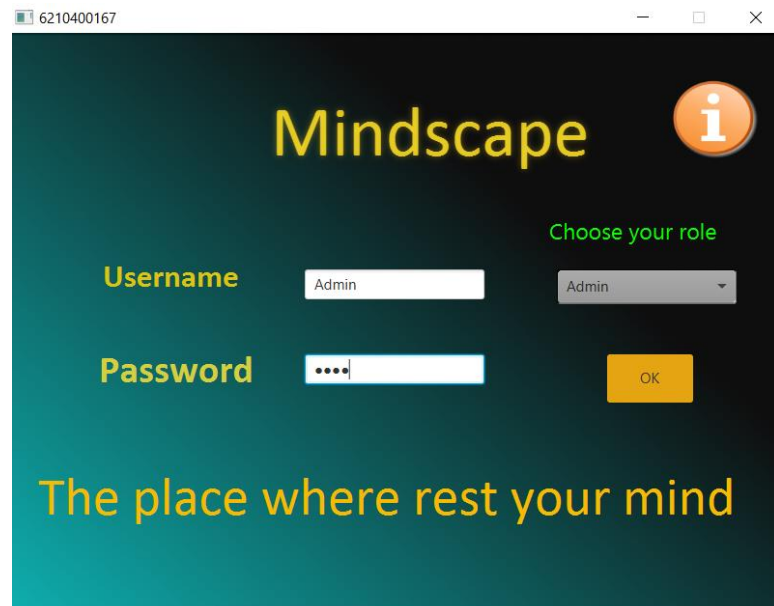 6210400167
Mindscape
i
Choose your role
Username
Admin
Admin
Password
••••
OK
The place where rest your mind